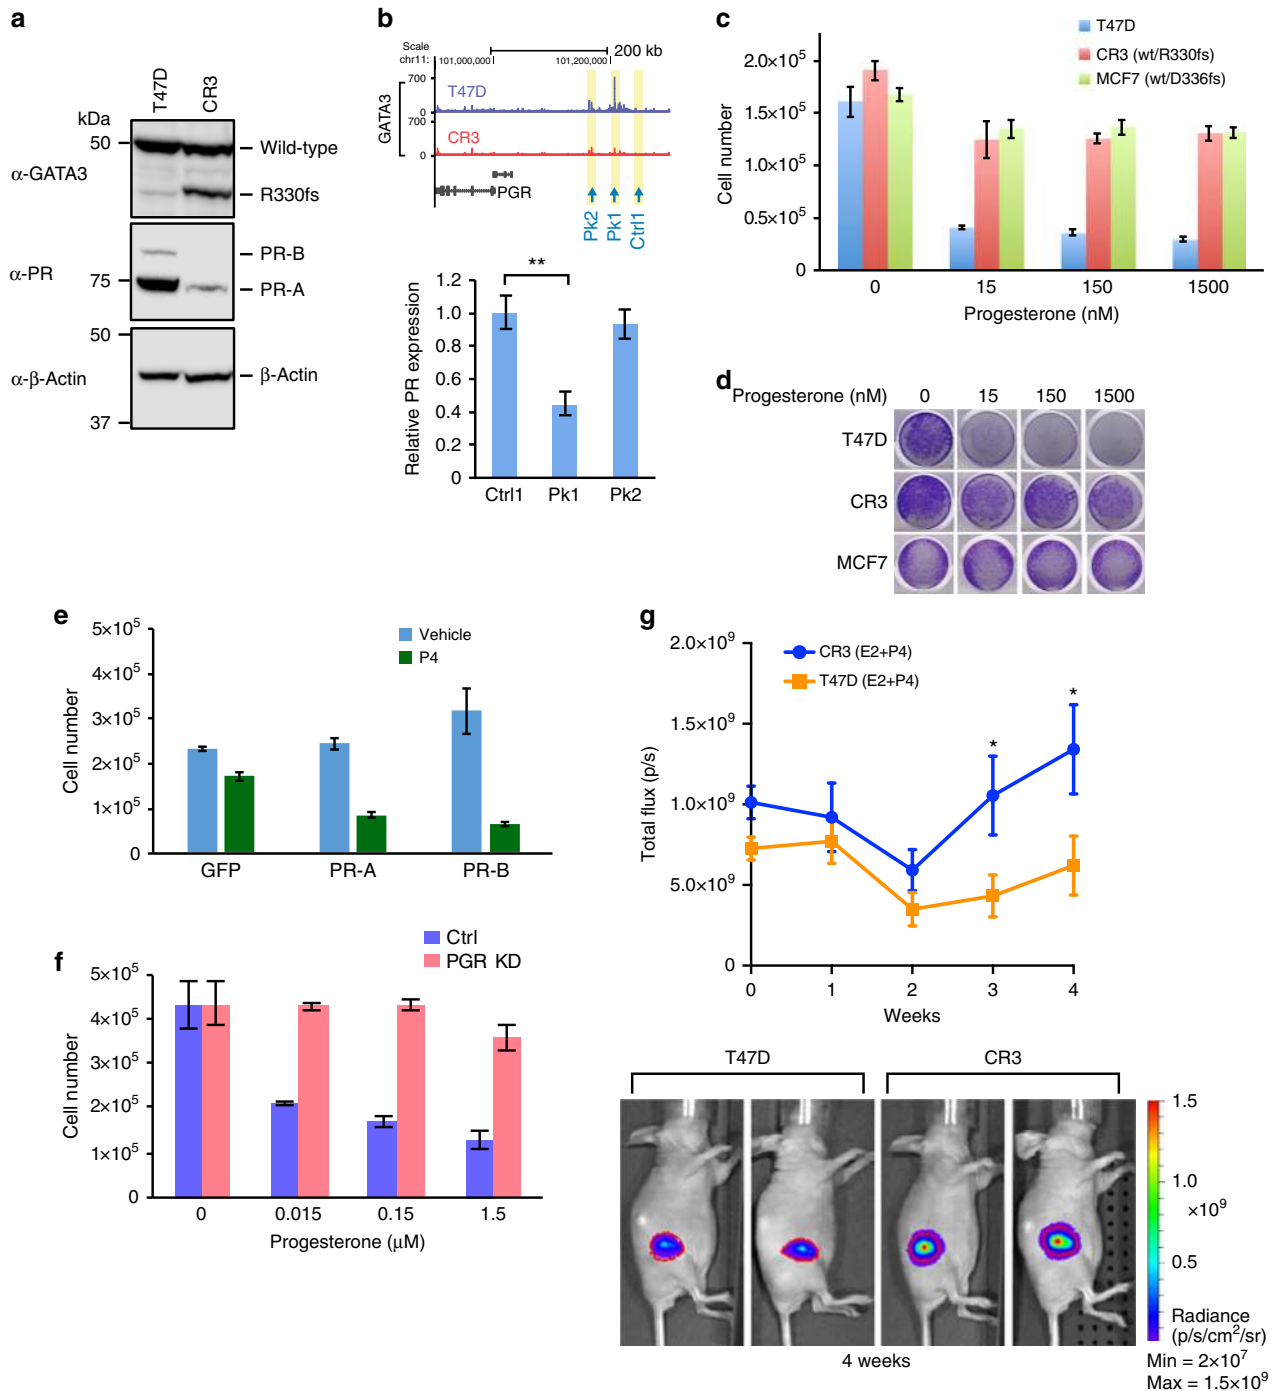 a
kDa
T47D
CR3
50
α-GATA3
Wild-type
R330fs
α-PR
75
PR-B
PR-A
50
α-β-Actin
β-Actin
37
b
Scale
200 kb
chr11:
101,000,000
101,200,000
GATA3
700
T47D
0
700
CR3
0
PGR
Pk2
Pk1
Ctrl1
**
Relative PR expression
1.2
1.0
0.8
0.6
0.4
0.2
0
Ctrl1 Pk1 Pk2
c
T47D
CR3 (wt/R330fs)
MCF7 (wt/D336fs)
Cell number
2.0×10⁵
1.5×10⁵
1.0×10⁵
0.5×10⁵
0
0 15 150 1500
Progesterone (nM)
d
Progesterone (nM) 0 15 150 1500
T47D
CR3
MCF7
e
Vehicle
P4
Cell number
5×10⁵
4×10⁵
3×10⁵
2×10⁵
1×10⁵
0
GFP PR-A PR-B
f
Ctrl
PGR KD
Cell number
5×10⁵
4×10⁵
3×10⁵
2×10⁵
1×10⁵
0
0 0.015 0.15 1.5
Progesterone (μM)
g
CR3 (E2+P4)
T47D (E2+P4)
Total flux (p/s)
2.0×10⁹
1.5×10⁹
1.0×10⁹
5.0×10⁹
0
*
*
0 1 2 3 4
Weeks
T47D CR3
4 weeks
1.5
1.0
×10⁹
0.5
Radiance
(p/s/cm²/sr)
Min = 2×10⁷
Max = 1.5×10⁹